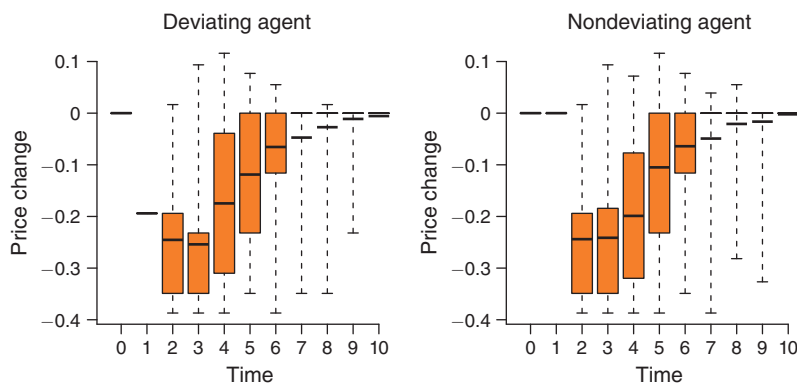 Deviating agent
0.1
0
−0.1
−0.2
−0.3
−0.4
Price change
0 1 2 3 4 5 6 7 8 9 10
Time
Nondeviating agent
0.1
0
−0.1
−0.2
−0.3
−0.4
Price change
0 1 2 3 4 5 6 7 8 9 10
Time